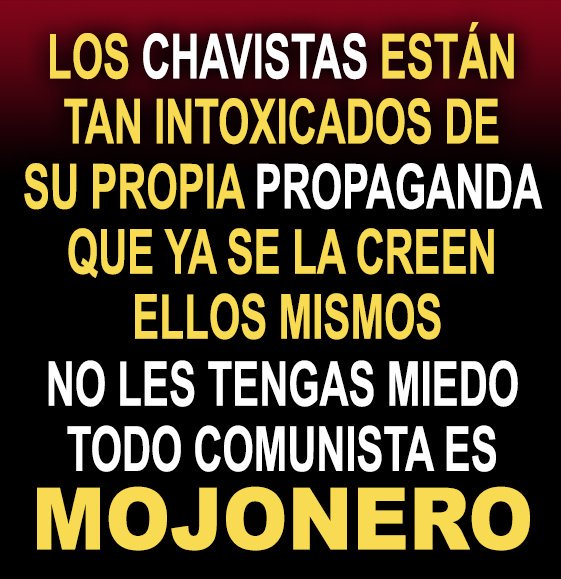 LOS CHAVISTAS ESTÁN
TAN INTOXICADOS DE
SU PROPIA PROPAGANDA
QUE YA SE LA CREEN
ELLOS MISMOS
NO LES TENGAS MIEDO
TODO COMUNISTA ES
MOJONERO